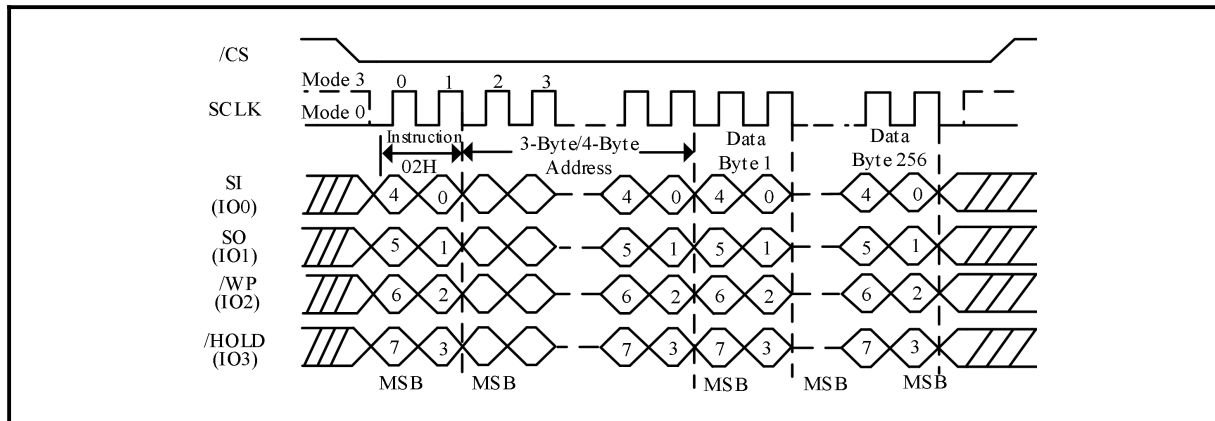 /CS
Mode 3 0 1 2 3
SCLK
Mode 0
Instruction 3-Byte/4-Byte Data Data
02H Address Byte 1 Byte 256
SI
(IO0)
4 0 4 0 4 0 4 0
SO
(IO1)
5 1 5 1 5 1 5 1
/WP
(IO2)
6 2 6 2 6 2 6 2
/HOLD
(IO3)
7 3 7 3 7 3 7 3
MSB MSB MSB MSB MSB